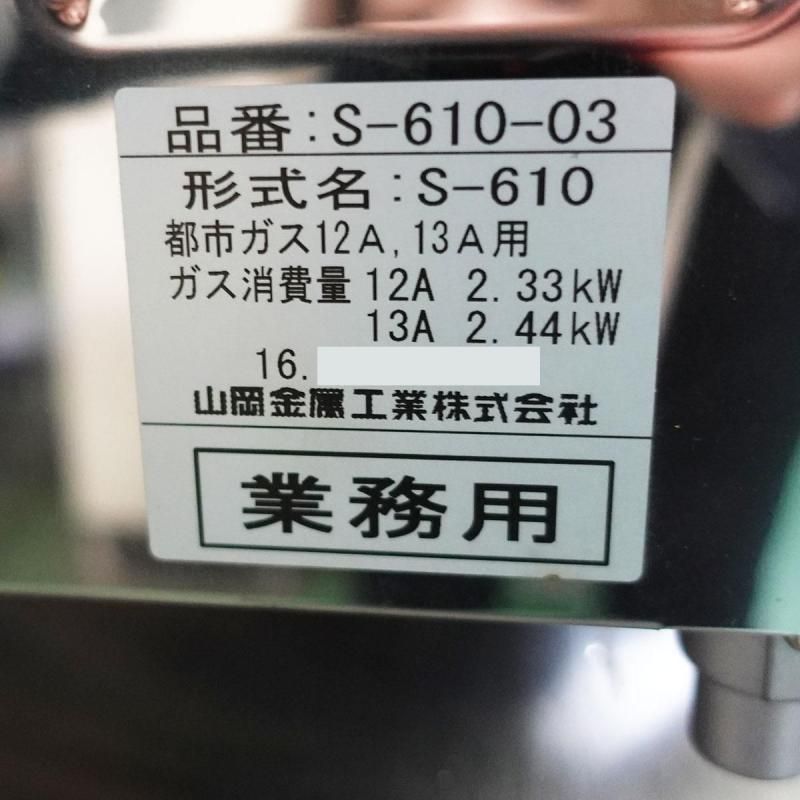 品番:S-610-03
形式名:S-610
都市ガス12A,13A用
ガス消費量 12A 2.33kW
13A 2.44kW
16.
山岡金属工業株式会社
業務用